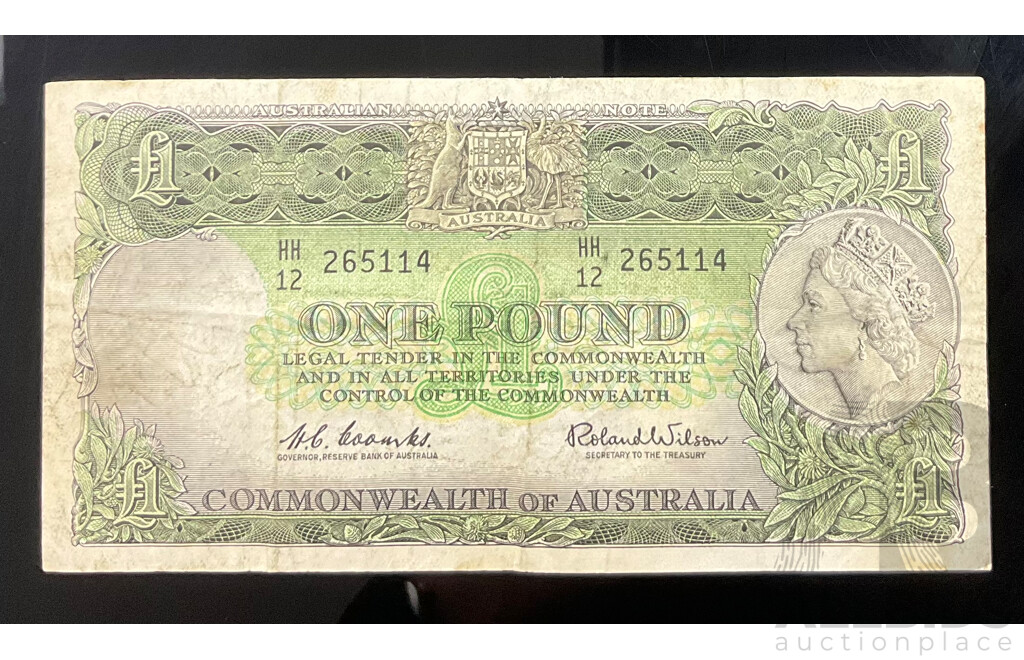 AUSTRALIAN NOTE
£1 £1
AUSTRALIA
HH 12 265114 HH 12 265114
ONE POUND
LEGAL TENDER IN THE COMMONWEALTH
AND IN ALL TERRITORIES UNDER THE
CONTROL OF THE COMMONWEALTH
H.C. Coombs. Roland Wilson
GOVERNOR, RESERVE BANK OF AUSTRALIA SECRETARY TO THE TREASURY
£1 £1
COMMONWEALTH OF AUSTRALIA
auctionplace